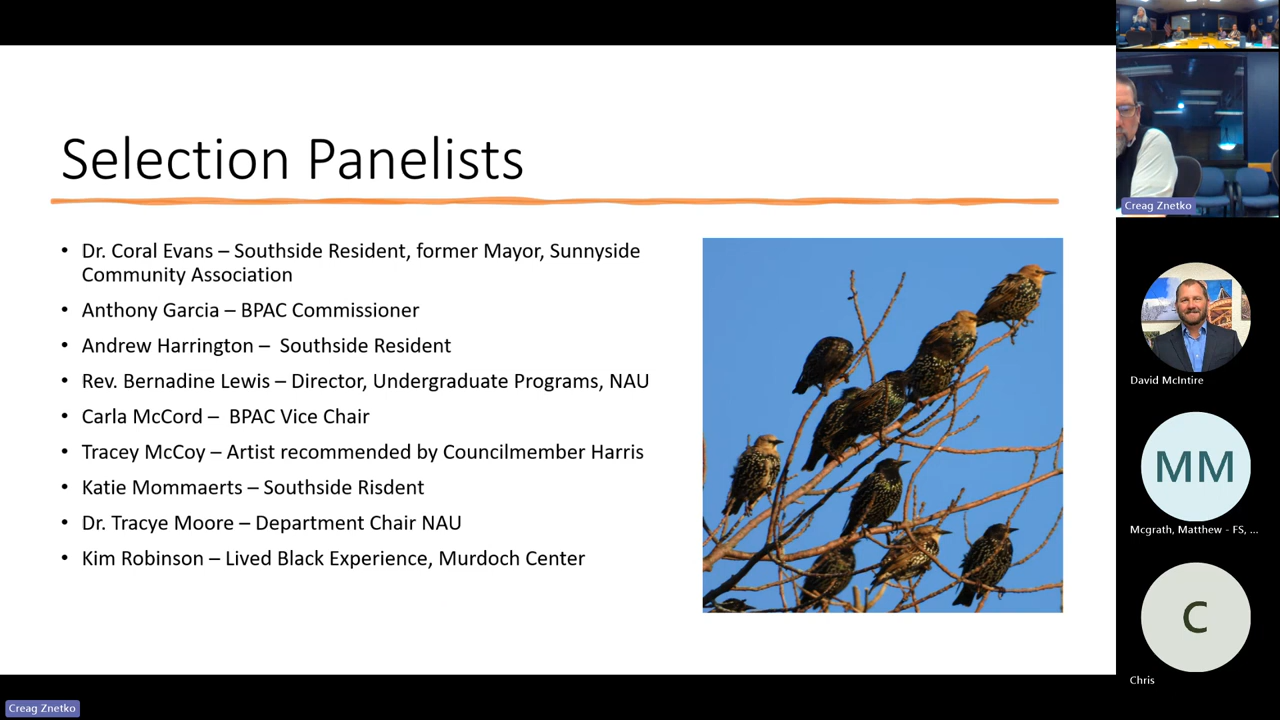 Selection Panelists
• Dr. Coral Evans – Southside Resident, former Mayor, Sunnyside
Community Association
• Anthony Garcia – BPAC Commissioner
• Andrew Harrington –  Southside Resident
• Rev. Bernadine Lewis – Director, Undergraduate Programs, NAU
• Carla McCord –  BPAC Vice Chair
• Tracey McCoy – Artist recommended by Councilmember Harris
• Katie Mommaerts – Southside Risdent
• Dr. Tracye Moore – Department Chair NAU
• Kim Robinson – Lived Black Experience, Murdoch Center
Creag Znetko
David McIntire
MM
Mcgrath, Matthew - FS, ...
C
Chris
Creag Znetko